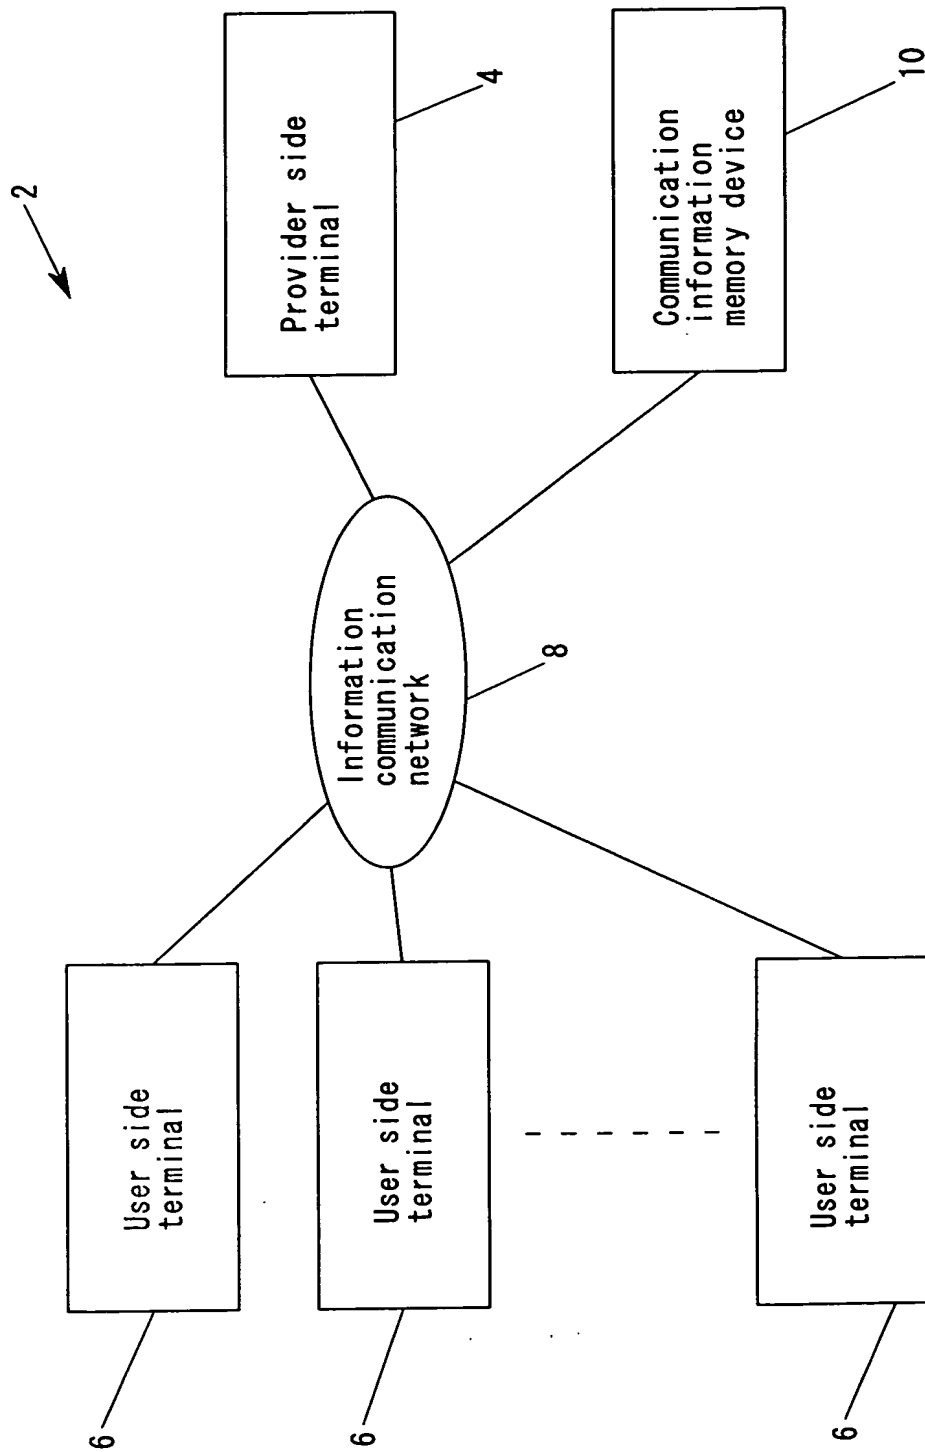 2
Provider side
terminal
4
Communication
information
memory device
10
Information
communication
network
8
User side
terminal
6
User side
terminal
6
User side
terminal
6